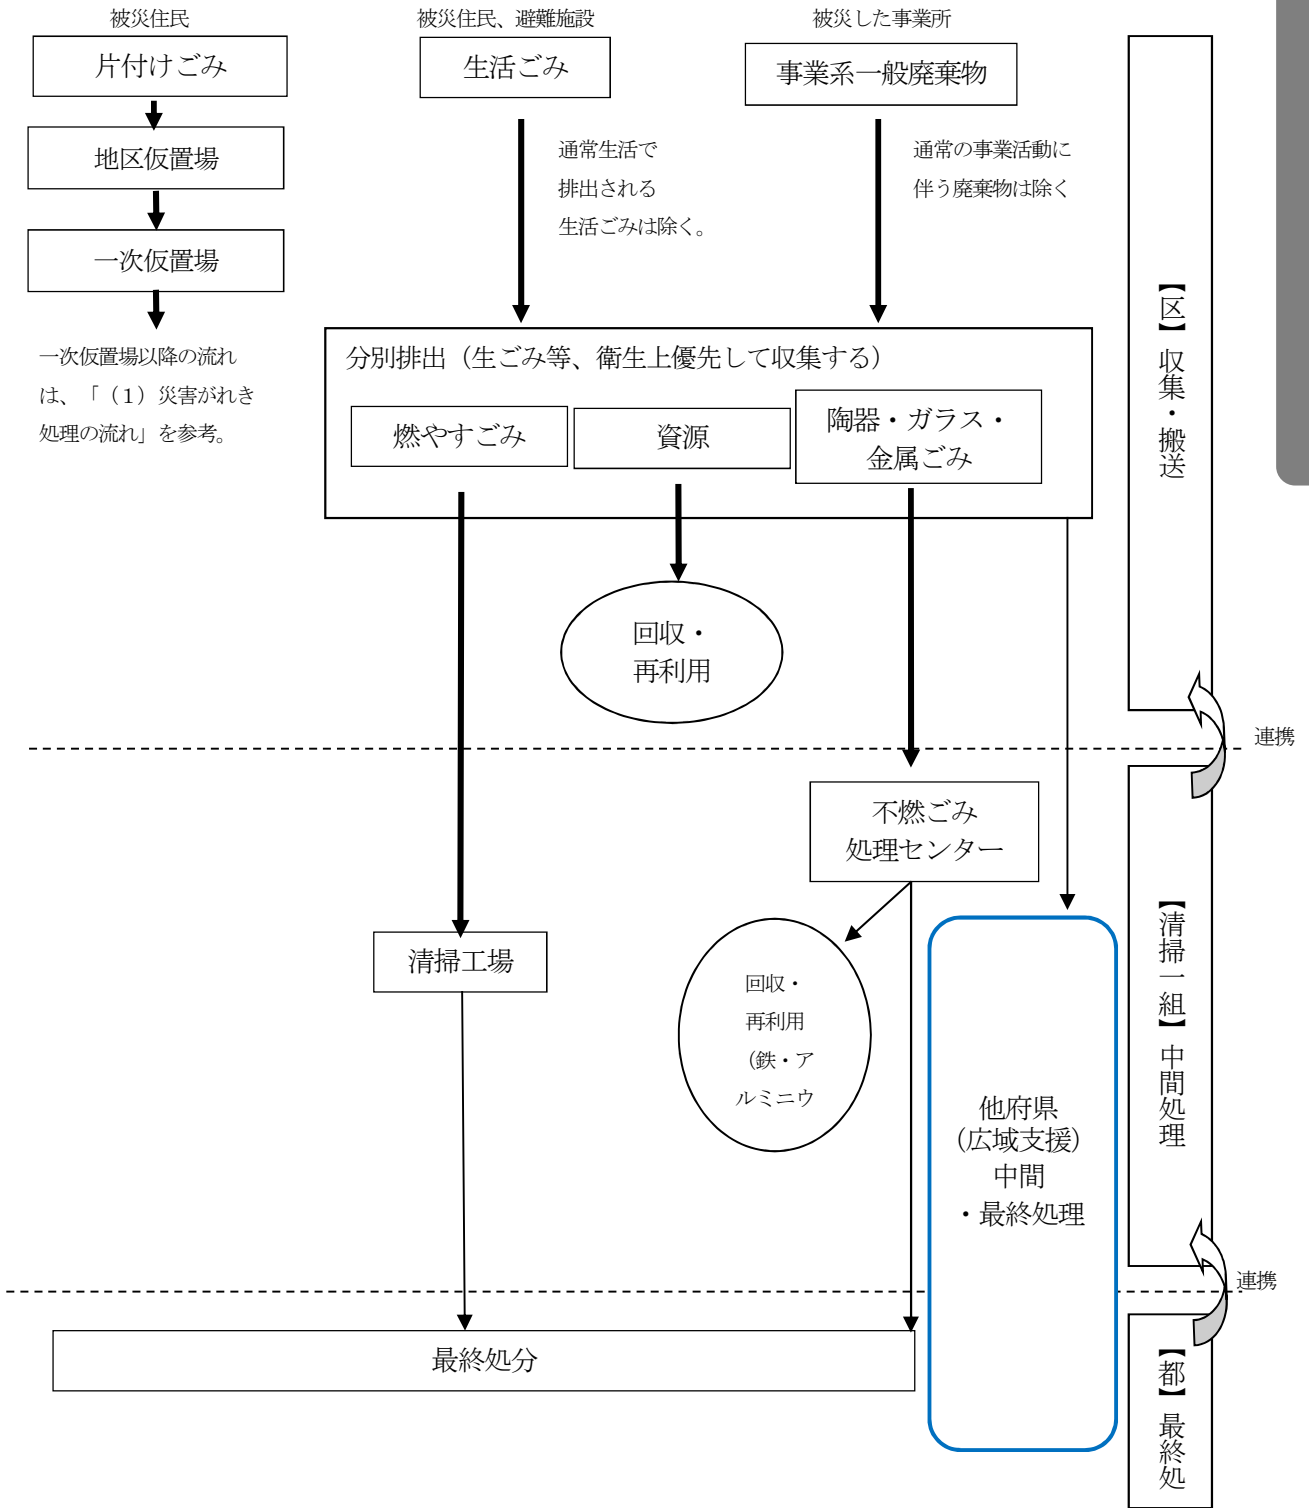 被災住民
片付けごみ
地区仮置場
一次仮置場
一次仮置場以降の流れ
は、「（1）災害がれき
処理の流れ」を参考。
被災住民、避難施設
生活ごみ
通常生活で
排出される
生活ごみは除く。
被災した事業所
事業系一般廃棄物
通常の事業活動に
伴う廃棄物は除く
分別排出（生ごみ等、衛生上優先して収集する）
燃やすごみ
資源
陶器・ガラス・
金属ごみ
回収・
再利用
不燃ごみ
処理センター
清掃工場
回収・
再利用
（鉄・ア
ルミニウ
他府県
（広域支援）
中間
・最終処理
最終処分
【区】収集・搬送
連携
【清掃一組】中間処理
連携
【都】最終処